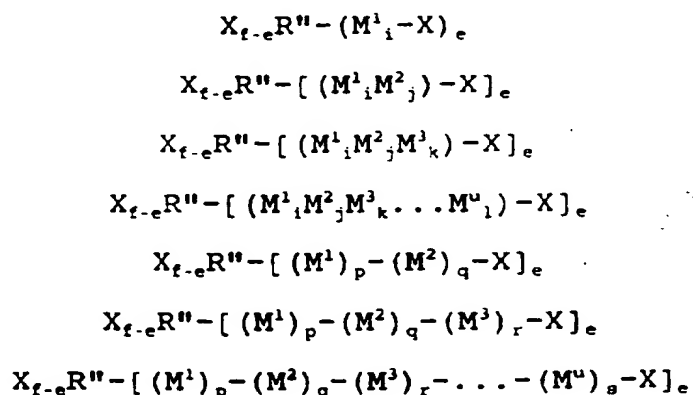 X_{f-e}R"-(M^1_i-X)_e
X_{f-e}R"-[(M^1_iM^2_j)-X]_e
X_{f-e}R"-[(M^1_iM^2_jM^3_k)-X]_e
X_{f-e}R"-[(M^1_iM^2_jM^3_k...M^u_l)-X]_e
X_{f-e}R"-[(M^1)_p-(M^2)_q-X]_e
X_{f-e}R"-[(M^1)_p-(M^2)_q-(M^3)_r-X]_e
X_{f-e}R"-[(M^1)_p-(M^2)_q-(M^3)_r-...-(M^u)_s-X]_e